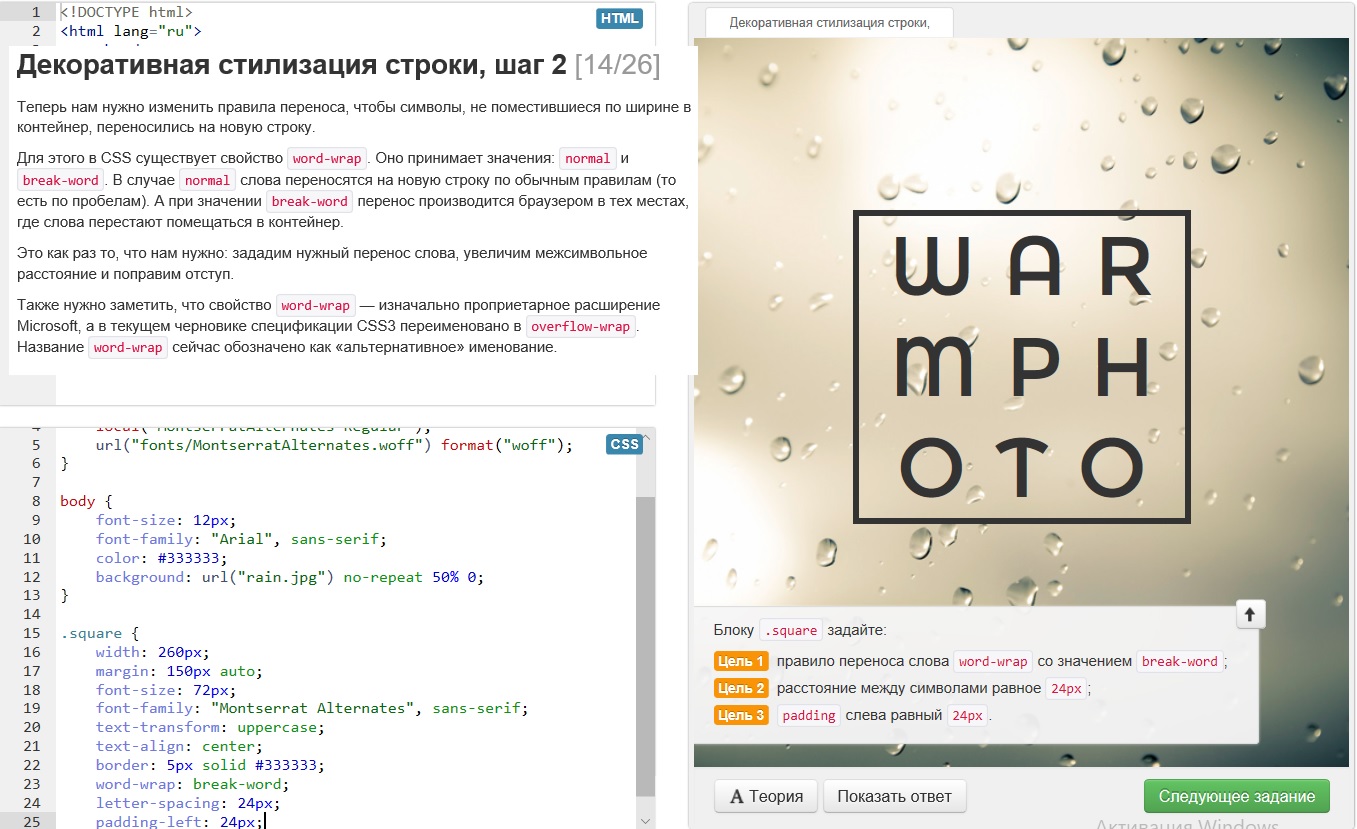 1 <!DOCTYPE html>
HTML
2 <html lang="ru">
Декоративная стилизация строки, шаг 2 [14/26]
Теперь нам нужно изменить правила переноса, чтобы символы, не поместившиеся по ширине в
контейнер, переносились на новую строку.
Для этого в CSS существует свойство word-wrap. Оно принимает значения: normal и
break-word. В случае normal слова переносятся на новую строку по обычным правилам (то
есть по пробелам). А при значении break-word перенос производится браузером в тех местах,
где слова перестают помещаться в контейнер.
Это как раз то, что нам нужно: зададим нужный перенос слова, увеличим межсимвольное
расстояние и поправим отступ.
Также нужно заметить, что свойство word-wrap — изначально проприетарное расширение
Microsoft, а в текущем черновике спецификации CSS3 переименовано в overflow-wrap.
Название word-wrap сейчас обозначено как «альтернативное» именование.
CSS
5 url("fonts/MontserratAlternates.woff") format("woff");
6 }
7
8 body {
9 font-size: 12px;
10 font-family: "Arial", sans-serif;
11 color: #333333;
12 background: url("rain.jpg") no-repeat 50% 0;
13 }
14
15 .square {
16 width: 260px;
17 margin: 150px auto;
18 font-size: 72px;
19 font-family: "Montserrat Alternates", sans-serif;
20 text-transform: uppercase;
21 text-align: center;
22 border: 5px solid #333333;
23 word-wrap: break-word;
24 letter-spacing: 24px;
25 padding-left: 24px;
Декоративная стилизация строки,
WAR
MPH
OTO
Блоку .square задайте:
Цель 1 правило переноса слова word-wrap со значением break-word;
Цель 2 расстояние между символами равное 24px;
Цель 3 padding слева равный 24px.
A Теория
Показать ответ
Следующее задание
Активация Windows